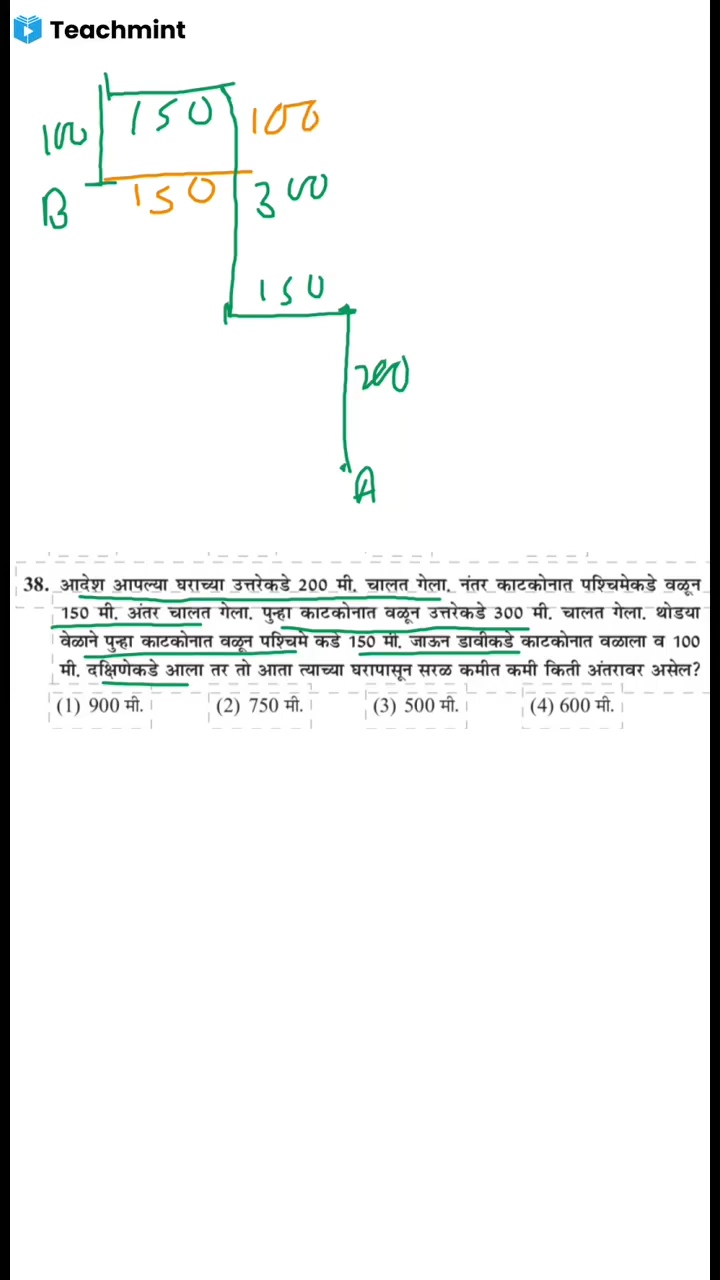 Teachmint
100 150 100
B 150 300
150
200
A
38. आदेश आपल्या घराच्या उत्तरेकडे 200 मी. चालत गेला. नंतर काटकोनात पश्चिमेकडे वळून
150 मी. अंतर चालत गेला. पुन्हा काटकोनात वळून उत्तरेकडे 300 मी. चालत गेला. थोडया
वेळाने पुन्हा काटकोनात वळून पश्चिमे कडे 150 मी. जाऊन डावीकडे काटकोनात वळाला व 100
मी. दक्षिणेकडे आला तर तो आता त्याच्या घरापासून सरळ कमीत कमी किती अंतरावर असेल?
(1) 900 मी. (2) 750 मी. (3) 500 मी. (4) 600 मी.